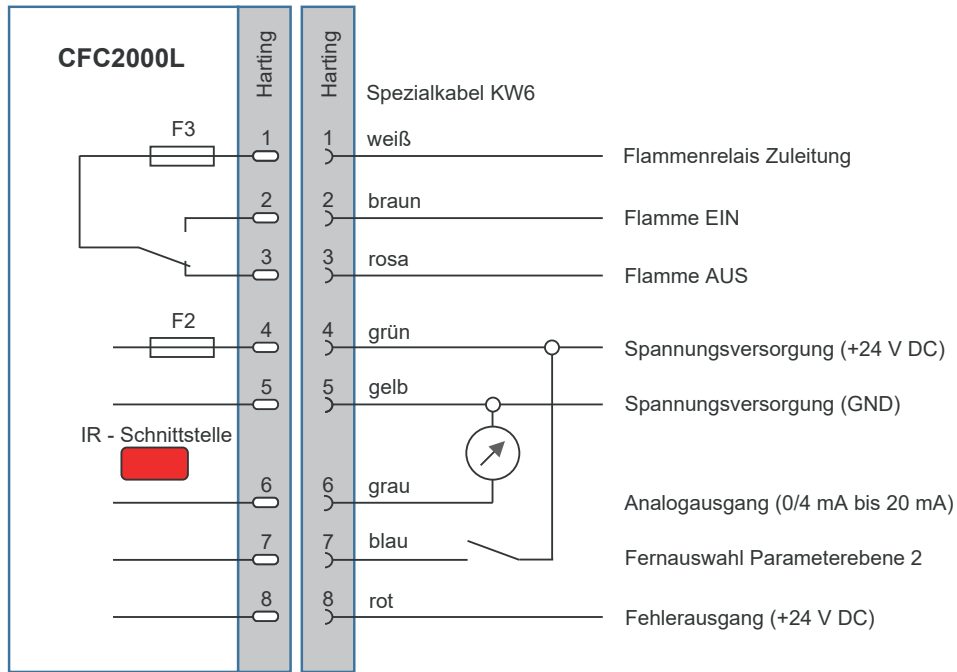 CFC2000L
Harting
Harting
Spezialkabel KW6
F3
1
1
weiß
Flammenrelais Zuleitung
2
2
braun
Flamme EIN
3
3
rosa
Flamme AUS
F2
4
4
grün
Spannungsversorgung (+24 V DC)
5
5
gelb
Spannungsversorgung (GND)
IR - Schnittstelle
6
6
grau
Analogausgang (0/4 mA bis 20 mA)
7
7
blau
Fernauswahl Parameterebene 2
8
8
rot
Fehlerausgang (+24 V DC)